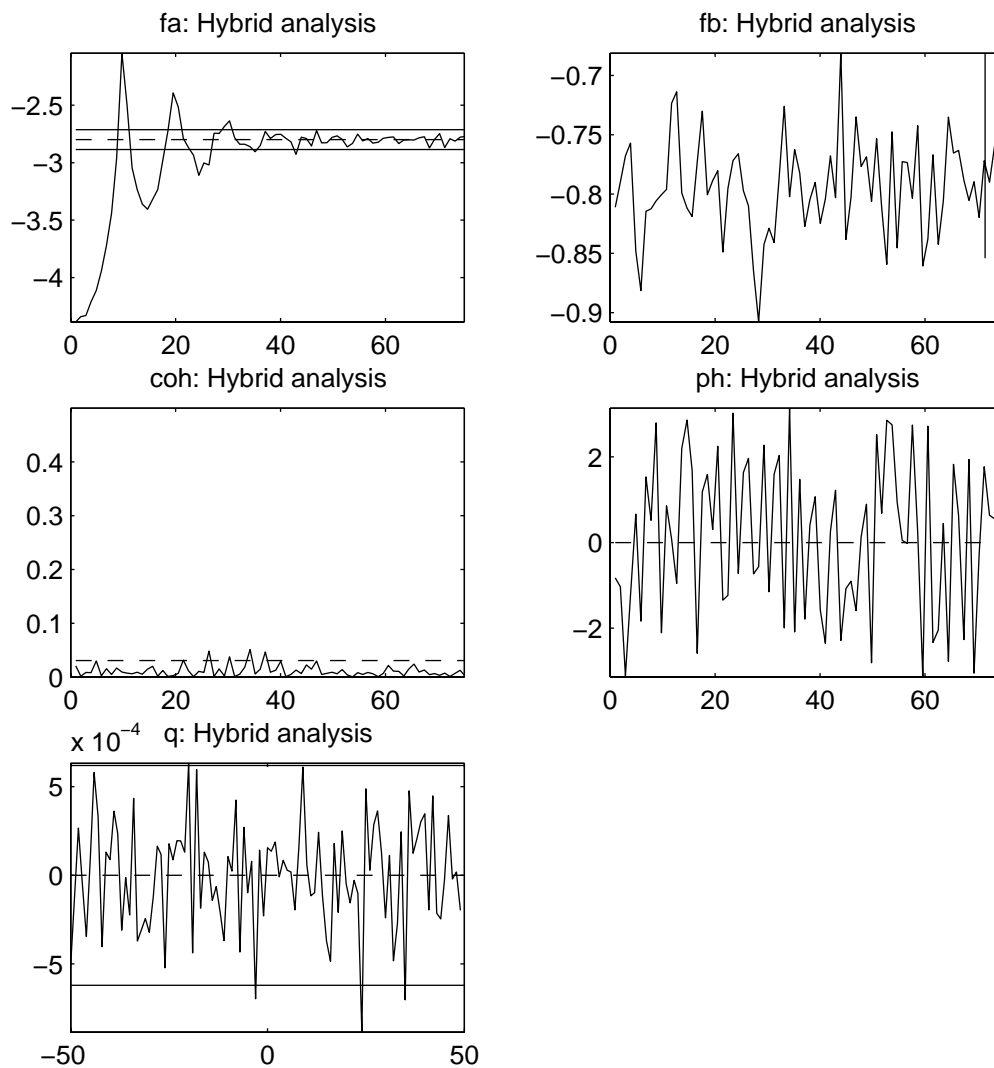 fa: Hybrid analysis
−2.5
−3
−3.5
−4
0 20 40 60
fb: Hybrid analysis
−0.7
−0.75
−0.8
−0.85
−0.9
0 20 40 60
coh: Hybrid analysis
0.4
0.3
0.2
0.1
0
0 20 40 60
ph: Hybrid analysis
2
0
−2
0 20 40 60
x 10⁻⁴ q: Hybrid analysis
5
0
−5
−50 0 50